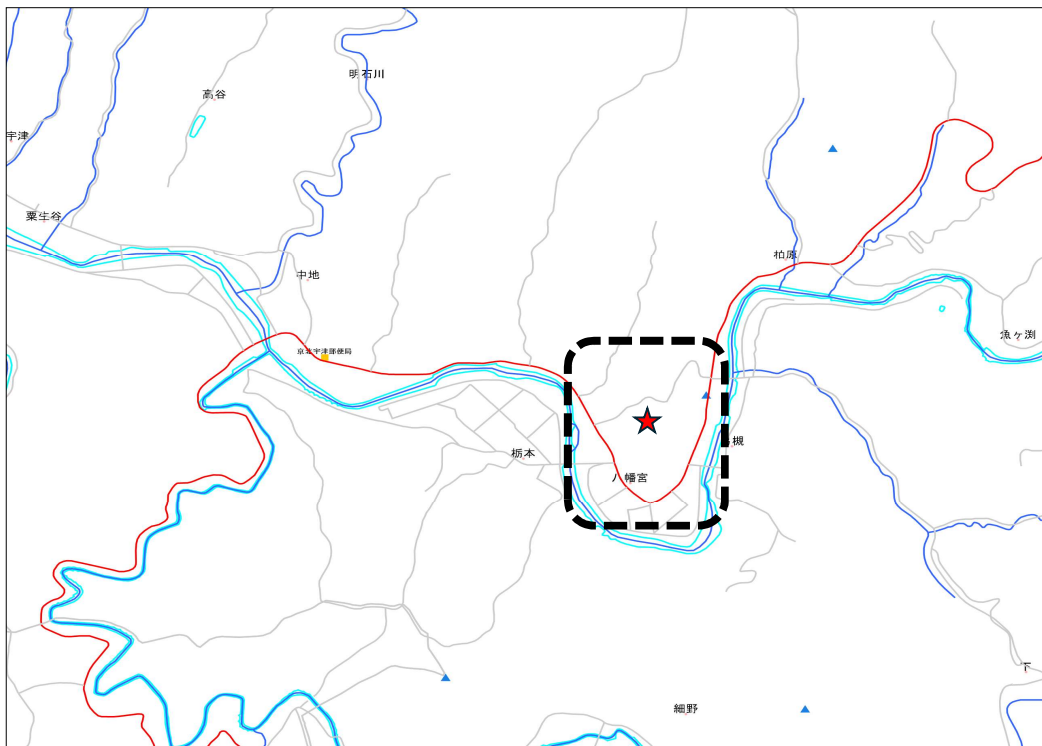 明石川
高谷
宇津
粟生谷
柏原
中地
魚ヶ渕
京北宇津郵便局
栃本
槻
八幡宮
下
細野